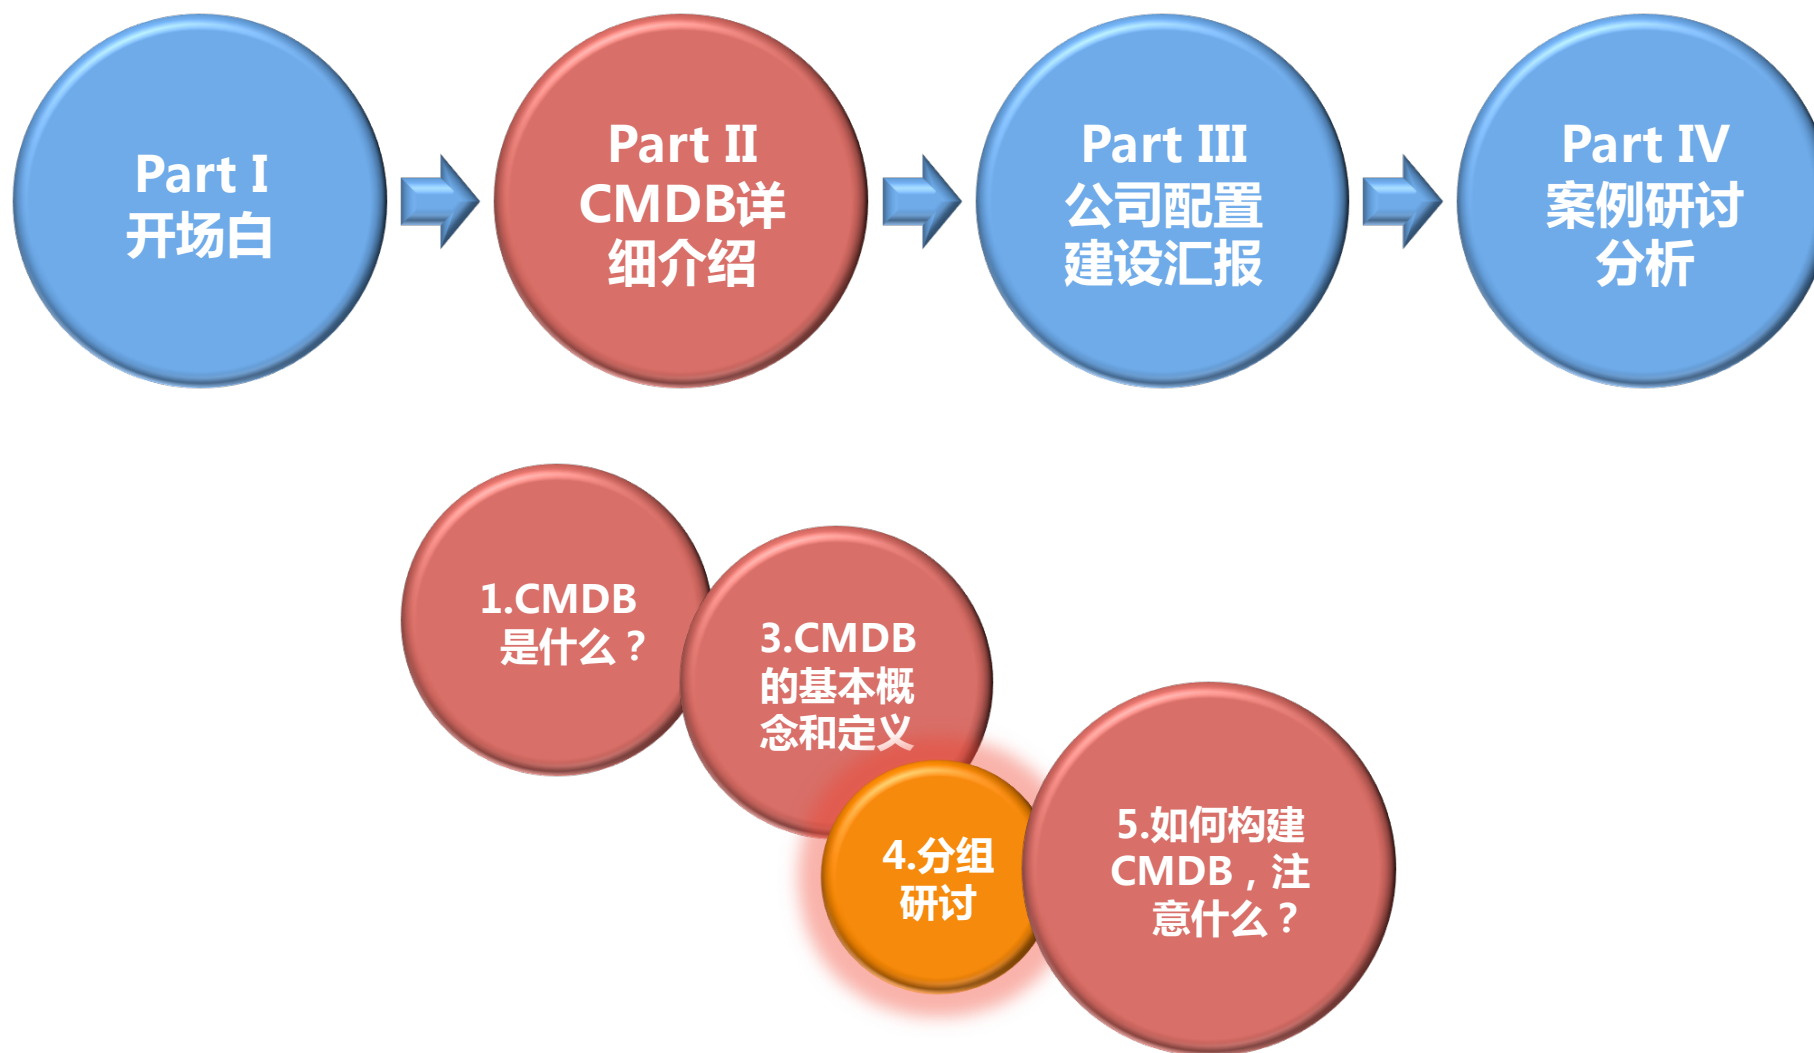 Part I
开场白
Part II
CMDB详
细介绍
Part III
公司配置
建设汇报
Part IV
案例研讨
分析
1.CMDB
是什么？
3.CMDB
的基本概
念和定义
4.分组
研讨
5.如何构建
CMDB，注
意什么？